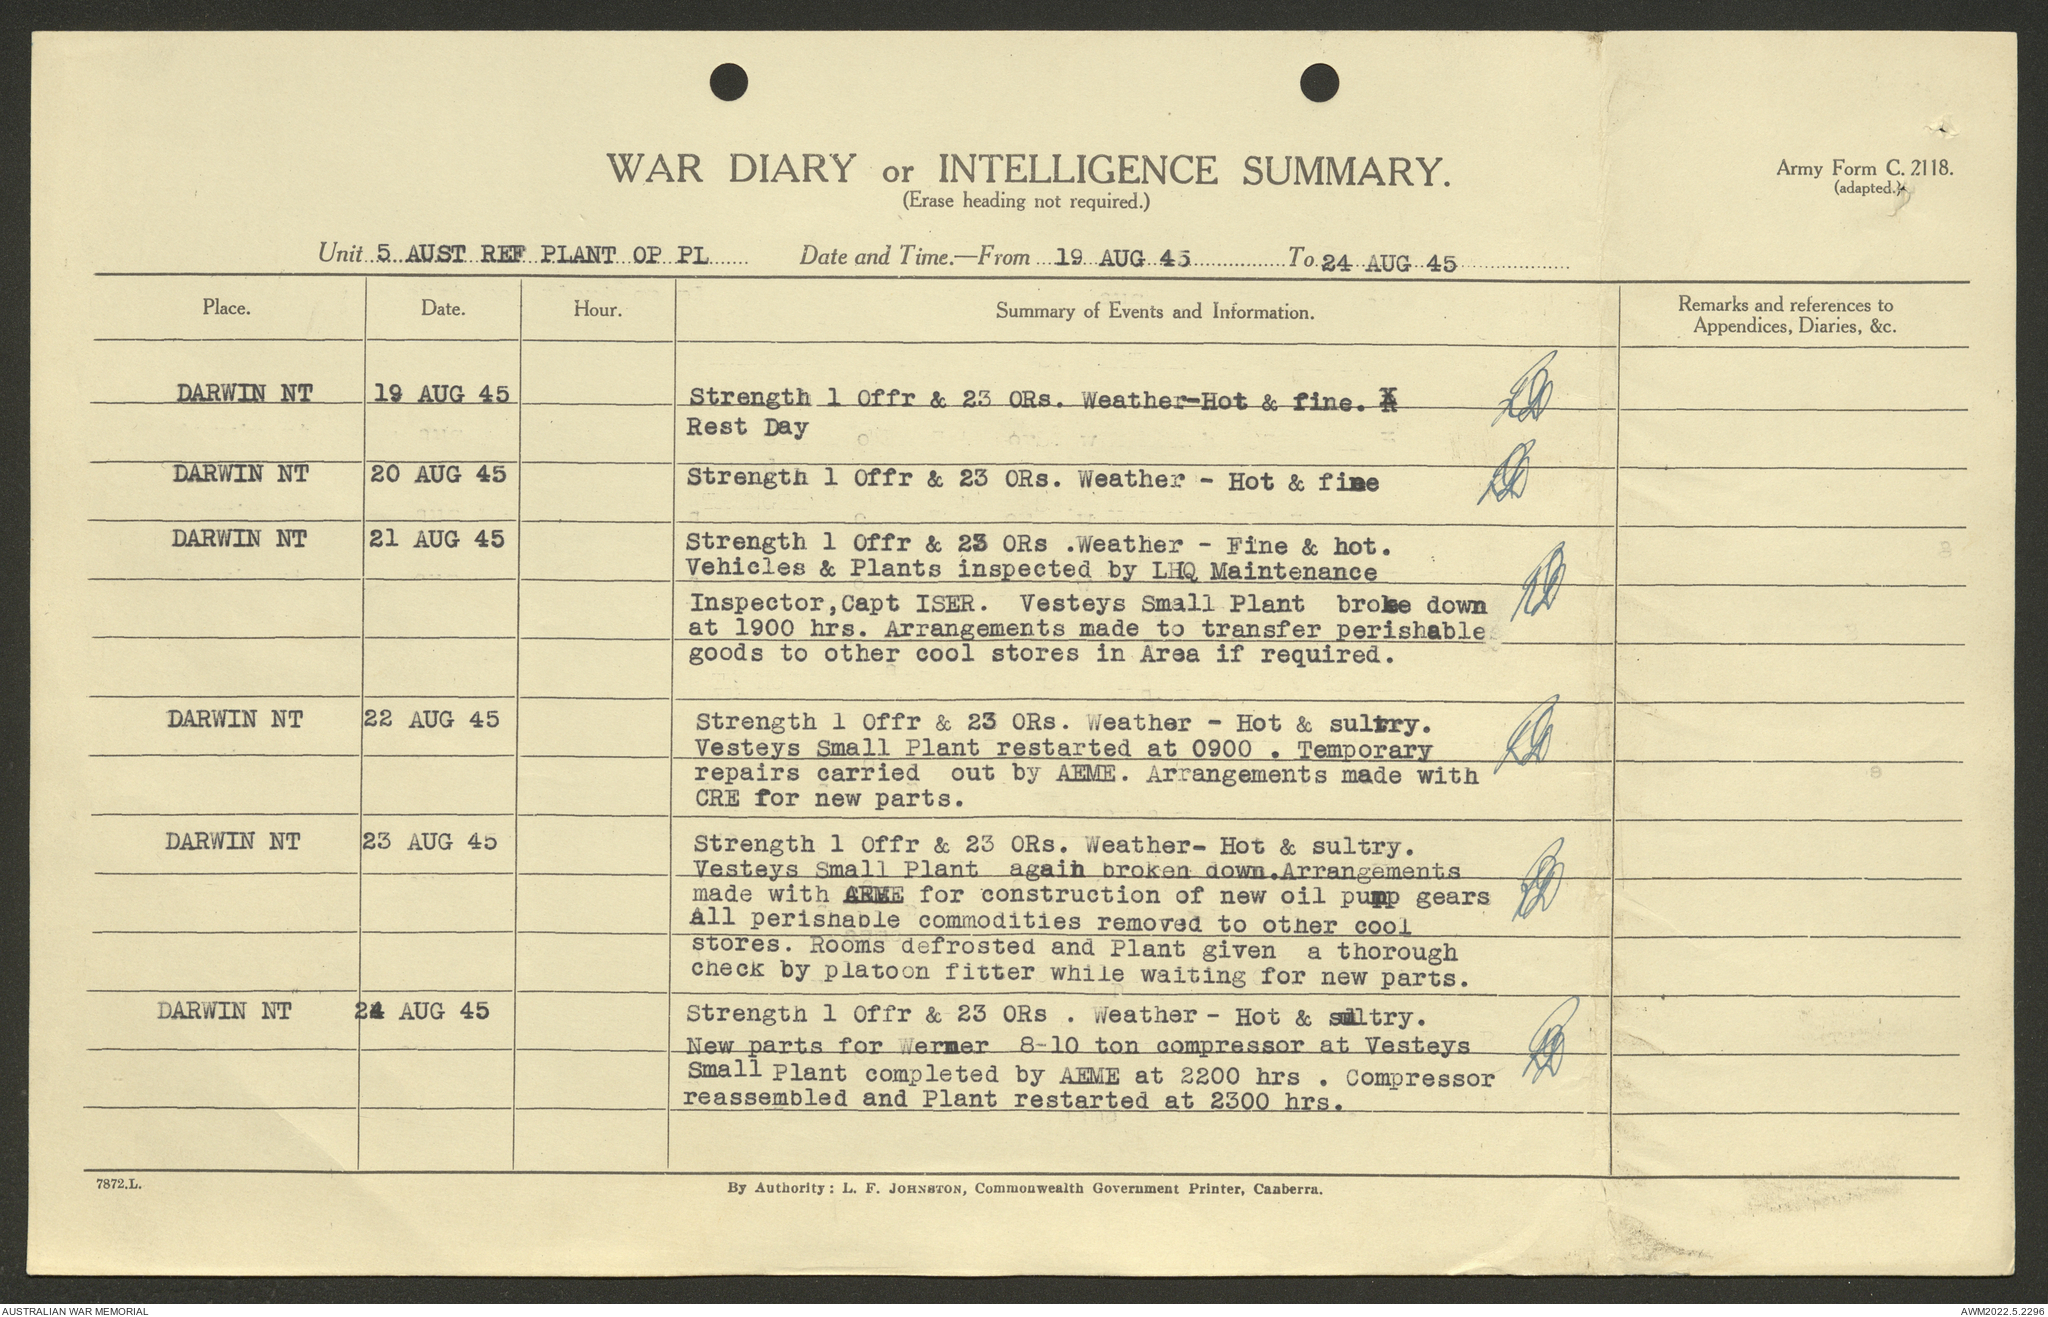 WAR DIARY or INTELLIGENCE SUMMARY.
(Erase heading not required.)
Army Form C. 2118.
(adapted.)
Unit 5 AUST REF PLANT OP PL Date and Time.—From 19 AUG 45 To 24 AUG 45
Place. Date. Hour. Summary of Events and Information. Remarks and references to Appendices, Diaries, &c.
DARWIN NT 19 AUG 45 Strength 1 Offr & 23 ORs. Weather-Hot & fine.
Rest Day
DARWIN NT 20 AUG 45 Strength 1 Offr & 23 ORs. Weather - Hot & fine
DARWIN NT 21 AUG 45 Strength 1 Offr & 23 ORs .Weather - Fine & hot.
Vehicles & Plants inspected by LHQ Maintenance
Inspector,Capt ISER. Vesteys Small Plant broke down
at 1900 hrs. Arrangements made to transfer perishables
goods to other cool stores in Area if required.
DARWIN NT 22 AUG 45 Strength 1 Offr & 23 ORs. Weather - Hot & sultry.
Vesteys Small Plant restarted at 0900 . Temporary
repairs carried out by AEME. Arrangements made with
CRE for new parts.
DARWIN NT 23 AUG 45 Strength 1 Offr & 23 ORs. Weather- Hot & sultry.
Vesteys Small Plant again broken down.Arrangements
made with AEME for construction of new oil pump gears
All perishable commodities removed to other cool
stores. Rooms defrosted and Plant given a thorough
check by platoon fitter while waiting for new parts.
DARWIN NT 24 AUG 45 Strength 1 Offr & 23 ORs . Weather - Hot & sultry.
New parts for Werner 8-10 ton compressor at Vesteys
Small Plant completed by AEME at 2200 hrs . Compressor
reassembled and Plant restarted at 2300 hrs.
7872.L.
By Authority: L. F. JOHNSTON, Commonwealth Government Printer, Canberra.
AUSTRALIAN WAR MEMORIAL
AWM2022.5.2296